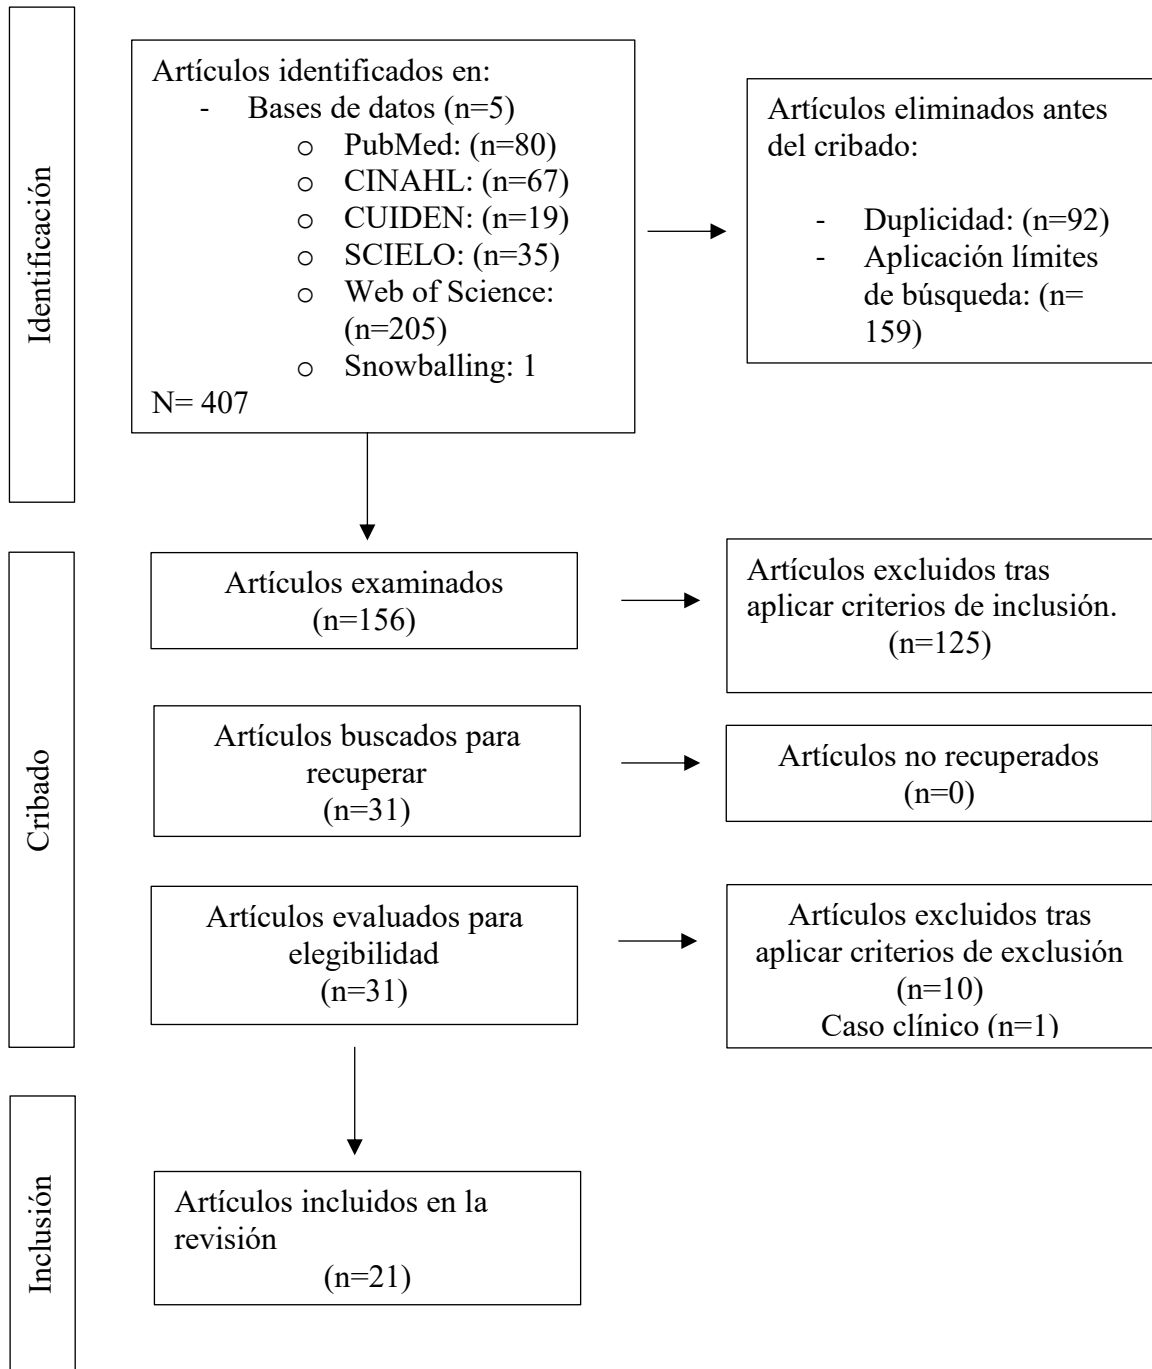 Identificación
Artículos identificados en:
- Bases de datos (n=5)
o PubMed: (n=80)
o CINAHL: (n=67)
o CUIDEN: (n=19)
o SCIELO: (n=35)
o Web of Science:
(n=205)
o Snowballing: 1
N= 407
Artículos eliminados antes
del cribado:
- Duplicidad: (n=92)
- Aplicación límites
de búsqueda: (n=
159)
Cribado
Artículos examinados
(n=156)
Artículos excluidos tras
aplicar criterios de inclusión.
(n=125)
Artículos buscados para
recuperar
(n=31)
Artículos no recuperados
(n=0)
Artículos evaluados para
elegibilidad
(n=31)
Artículos excluidos tras
aplicar criterios de exclusión
(n=10)
Caso clínico (n=1)
Inclusión
Artículos incluidos en la
revisión
(n=21)